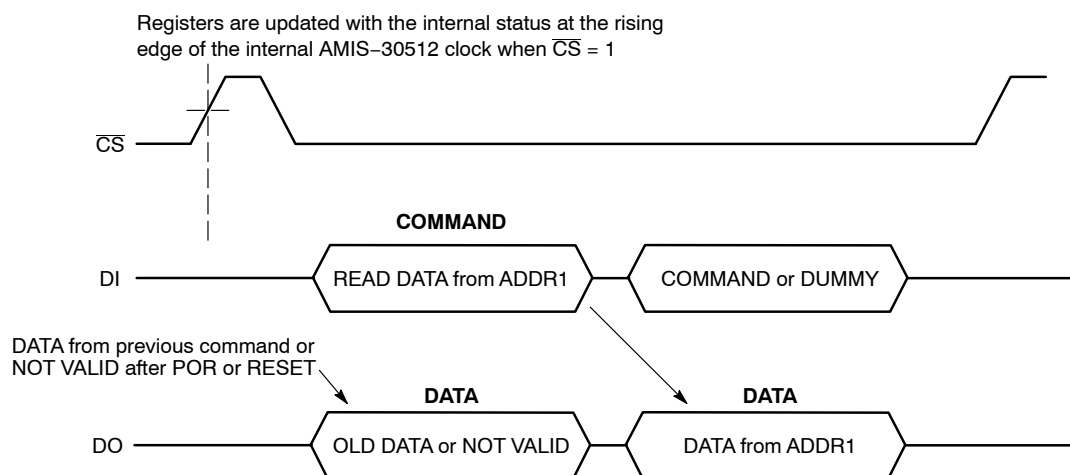 Registers are updated with the internal status at the rising
edge of the internal AMIS−30512 clock when C̅S̅ = 1
C̅S̅
COMMAND
DI
READ DATA from ADDR1
COMMAND or DUMMY
DATA from previous command or
NOT VALID after POR or RESET
DATA
DATA
DO
OLD DATA or NOT VALID
DATA from ADDR1